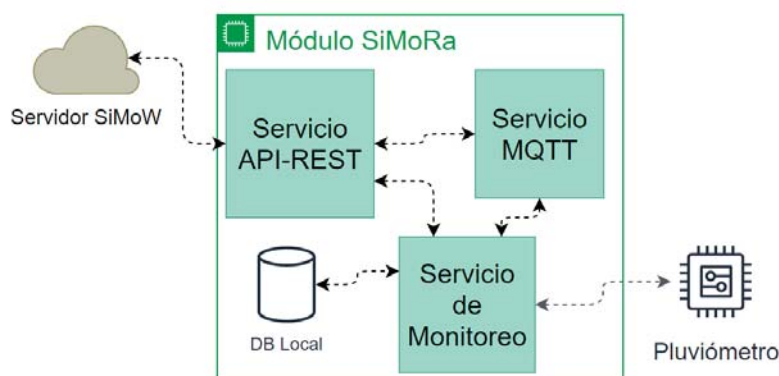 Módulo SiMoRa
Servidor SiMoW
Servicio
API-REST
Servicio
MQTT
Servicio
de
Monitoreo
DB Local
Pluviómetro